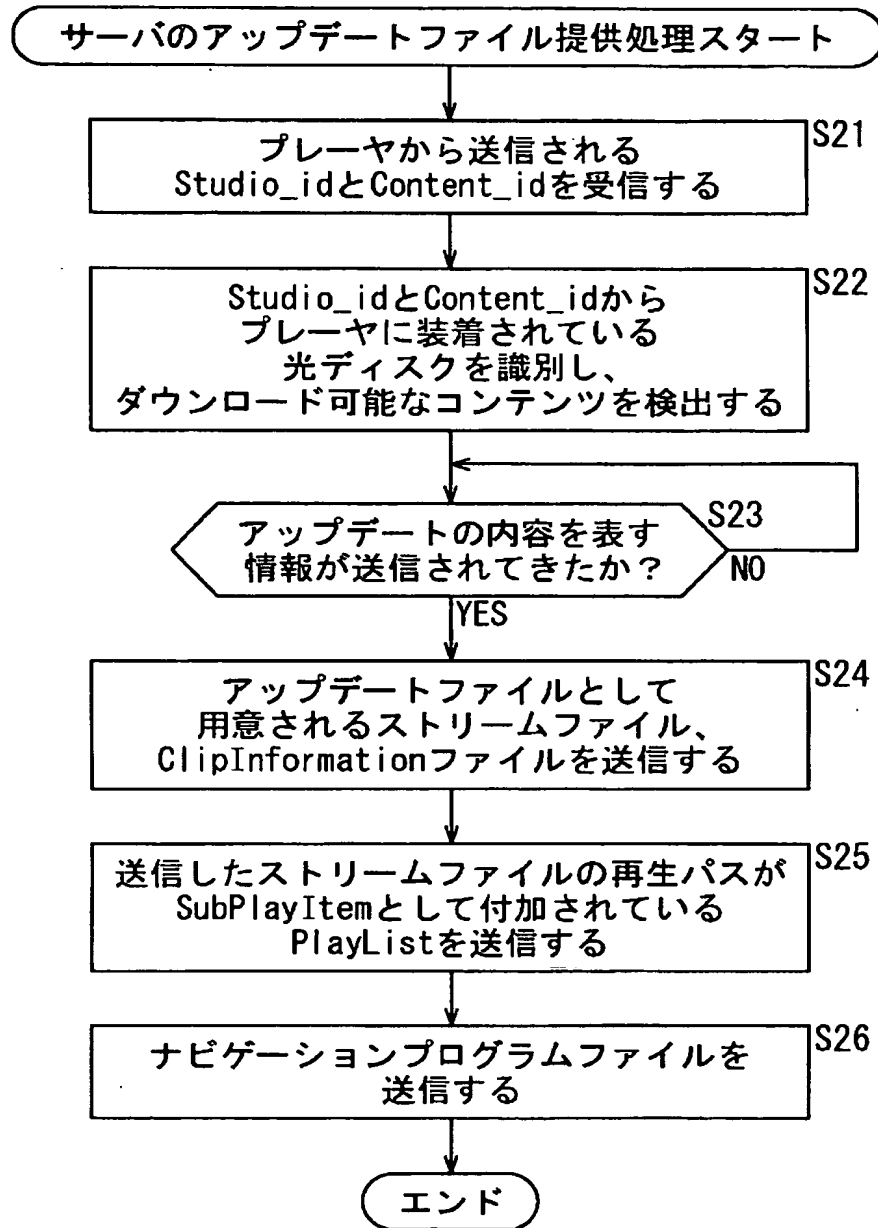 サーバのアップデートファイル提供処理スタート
S21
プレーヤから送信される
Studio_idとContent_idを受信する
S22
Studio_idとContent_idから
プレーヤに装着されている
光ディスクを識別し、
ダウンロード可能なコンテンツを検出する
S23
アップデートの内容を表す
情報が送信されてきたか?
NO
YES
S24
アップデートファイルとして
用意されるストリームファイル、
ClipInformationファイルを送信する
S25
送信したストリームファイルの再生パスが
SubPlayItemとして付加されている
PlayListを送信する
S26
ナビゲーションプログラムファイルを
送信する
エンド